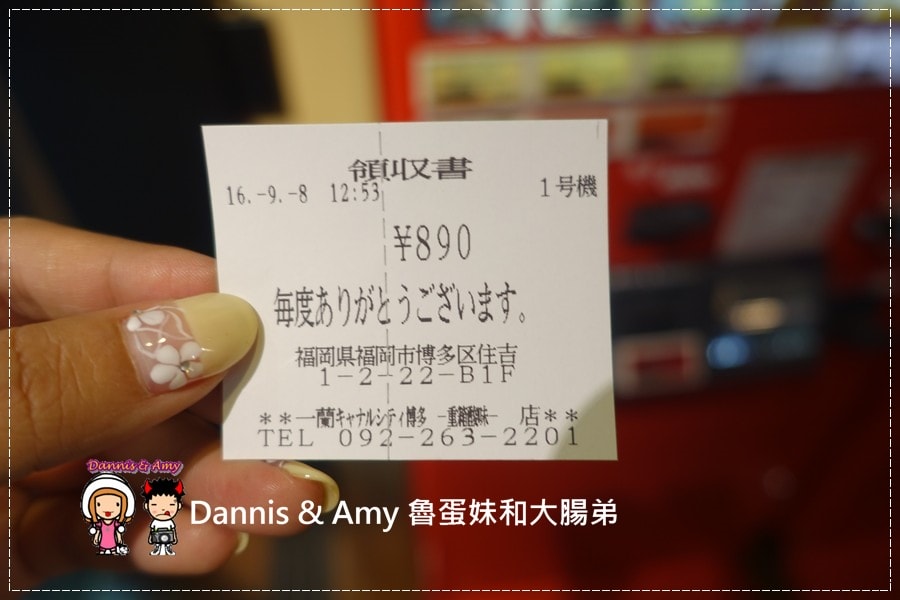 領収書
16.-9.-8 12:53 1号機
¥890
毎度ありがとうございます。
福岡県福岡市博多区住吉
1-2-22-B1F
**一蘭キャナルシティ博多 店**
TEL 092-263-2201
Dannis & Amy
Dannis & Amy 魯蛋妹和大腸弟